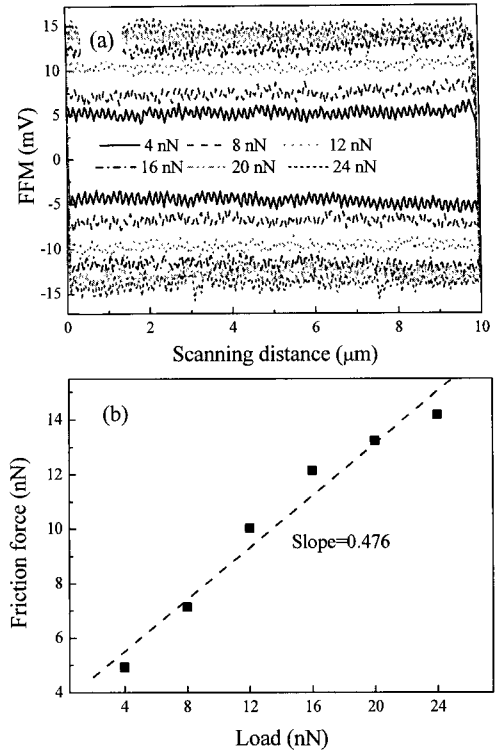 (a)
15
10
5
0
-5
-10
-15
FFM (mV)
4 nN 8 nN 12 nN
16 nN 20 nN 24 nN
0 2 4 6 8 10
Scanning distance (μm)
(b)
14
12
10
8
6
4
Friction force (nN)
Slope=0.476
4 8 12 16 20 24
Load (nN)